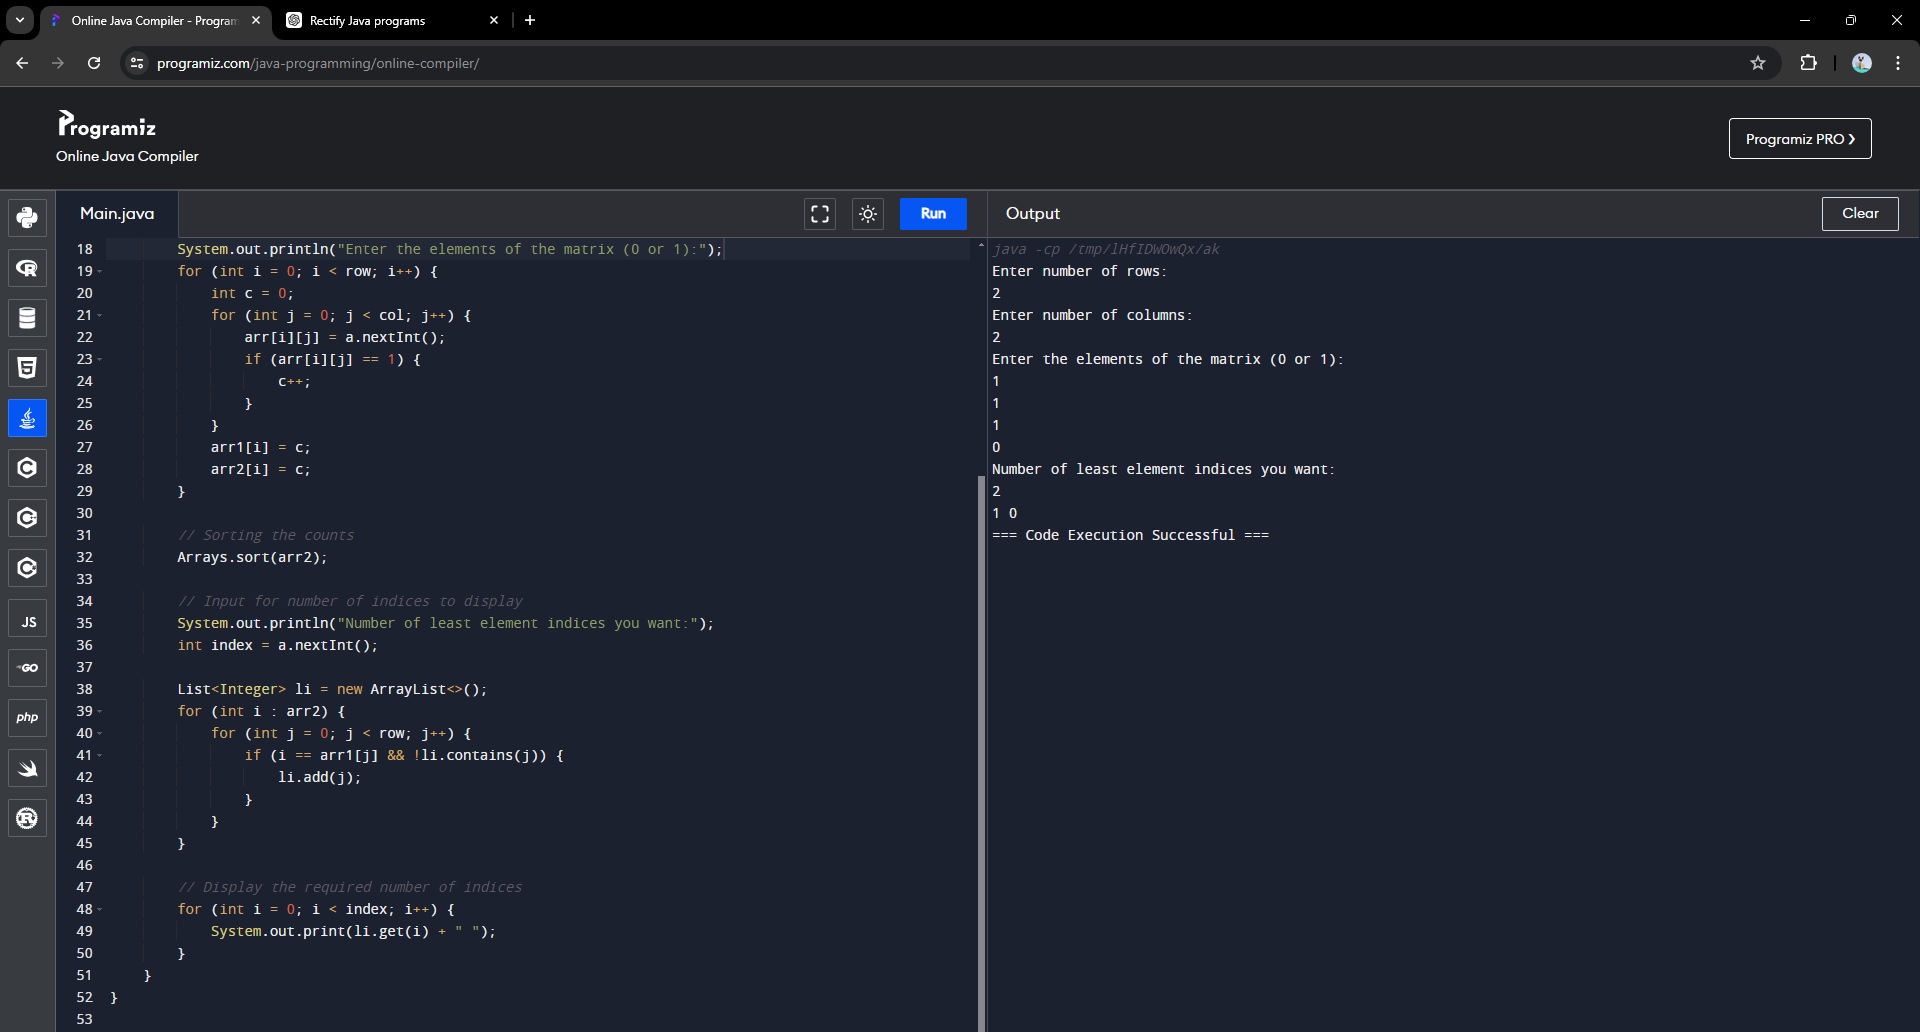 Online Java Compiler - Program
Rectify Java programs
programiz.com/java-programming/online-compiler/
Programiz
Online Java Compiler
Programiz PRO ❯
Main.java
Run
Output
Clear
18 System.out.println("Enter the elements of the matrix (0 or 1):");
19 for (int i = 0; i < row; i++) {
20 int c = 0;
21 for (int j = 0; j < col; j++) {
22 arr[i][j] = a.nextInt();
23 if (arr[i][j] == 1) {
24 c++;
25 }
26 }
27 arr1[i] = c;
28 arr2[i] = c;
29 }
30
31 // Sorting the counts
32 Arrays.sort(arr2);
33
34 // Input for number of indices to display
35 System.out.println("Number of least element indices you want:");
36 int index = a.nextInt();
37
38 List<Integer> li = new ArrayList<>();
39 for (int i : arr2) {
40 for (int j = 0; j < row; j++) {
41 if (i == arr1[j] && !li.contains(j)) {
42 li.add(j);
43 }
44 }
45 }
46
47 // Display the required number of indices
48 for (int i = 0; i < index; i++) {
49 System.out.print(li.get(i) + " ");
50 }
51 }
52 }
53
java -cp /tmp/lHfIDWOwQx/ak
Enter number of rows:
2
Enter number of columns:
2
Enter the elements of the matrix (0 or 1):
1
1
1
0
Number of least element indices you want:
2
1 0
=== Code Execution Successful ===
JS
GO
php